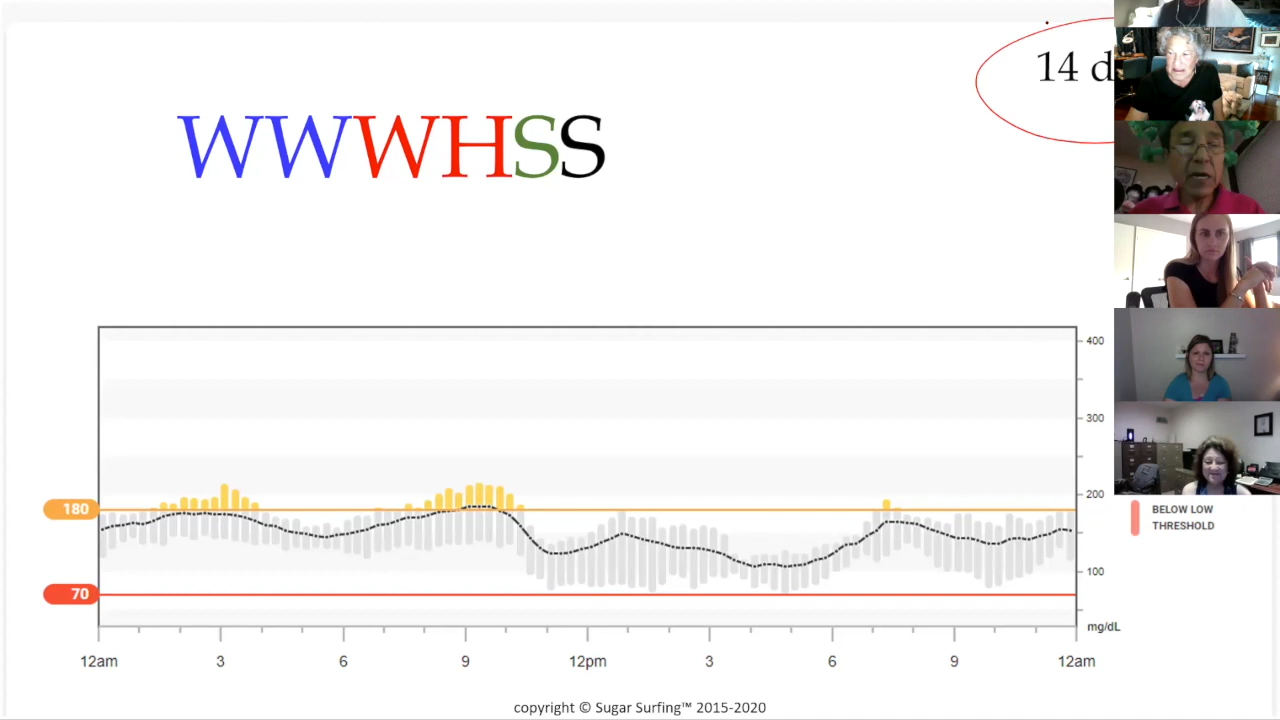 14 d
WWWHSS
400
300
180
200
BELOW LOW
THRESHOLD
100
70
mg/dL
12am 3 6 9 12pm 3 6 9 12am
copyright © Sugar Surfing™ 2015-2020